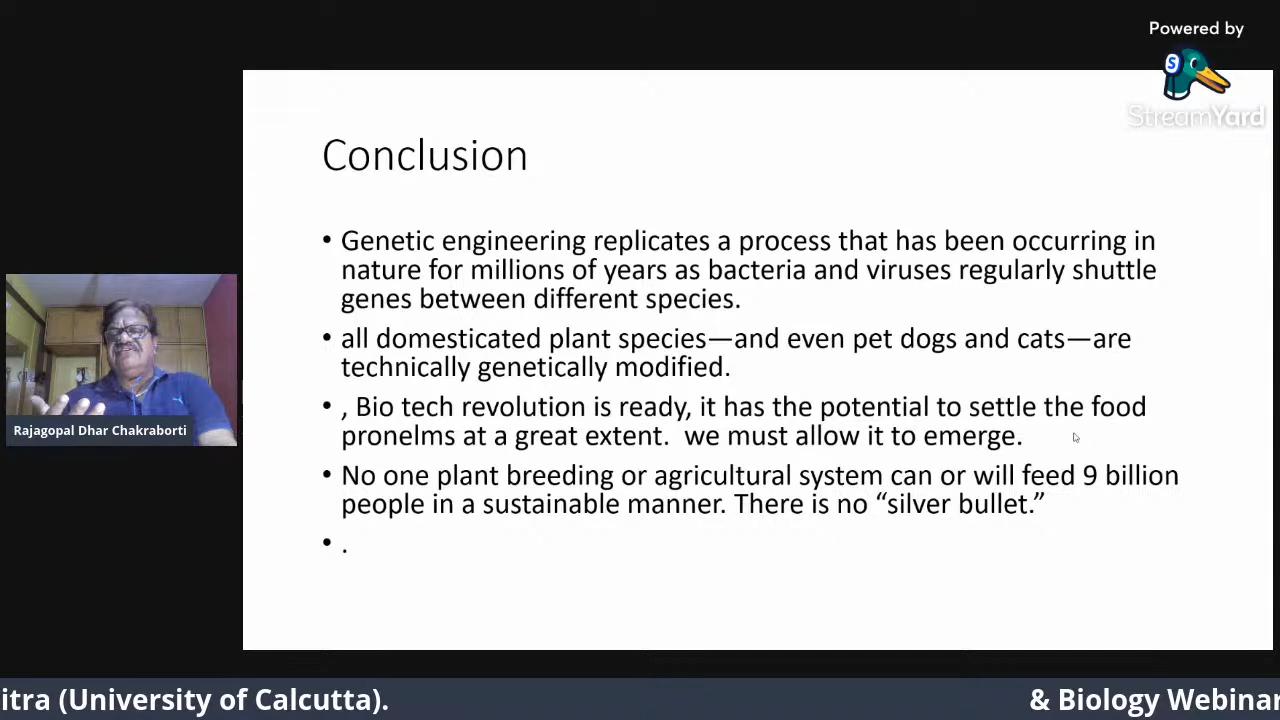 Powered by
StreamYard
Conclusion
• Genetic engineering replicates a process that has been occurring in
nature for millions of years as bacteria and viruses regularly shuttle
genes between different species.
• all domesticated plant species—and even pet dogs and cats—are
technically genetically modified.
• , Bio tech revolution is ready, it has the potential to settle the food
pronelms at a great extent.  we must allow it to emerge.
• No one plant breeding or agricultural system can or will feed 9 billion
people in a sustainable manner. There is no “silver bullet.”
• .
Rajagopal Dhar Chakraborti
itra (University of Calcutta). & Biology Webinar